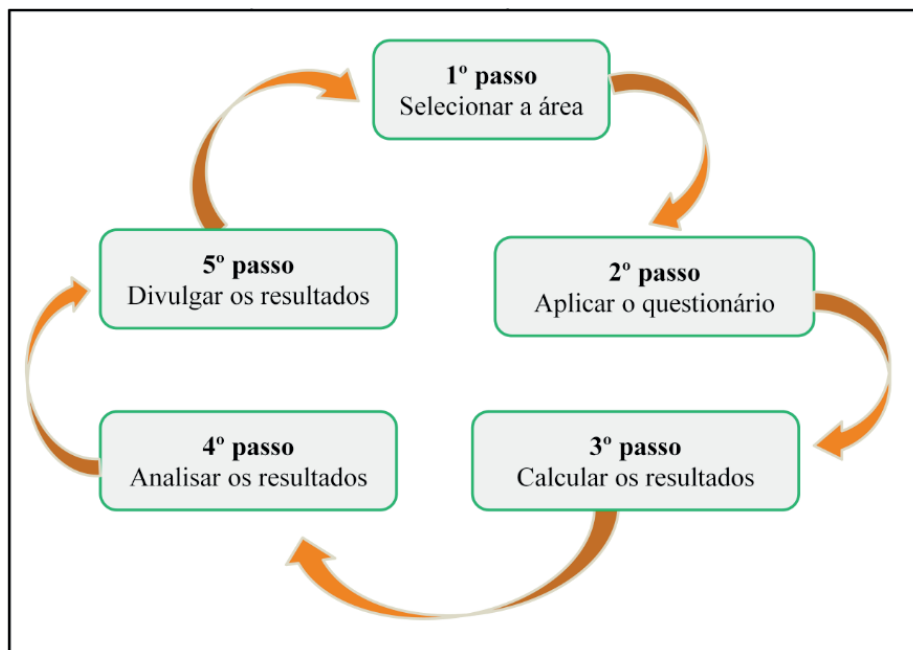 1º passo
Selecionar a área
2º passo
Aplicar o questionário
3º passo
Calcular os resultados
4º passo
Analisar os resultados
5º passo
Divulgar os resultados